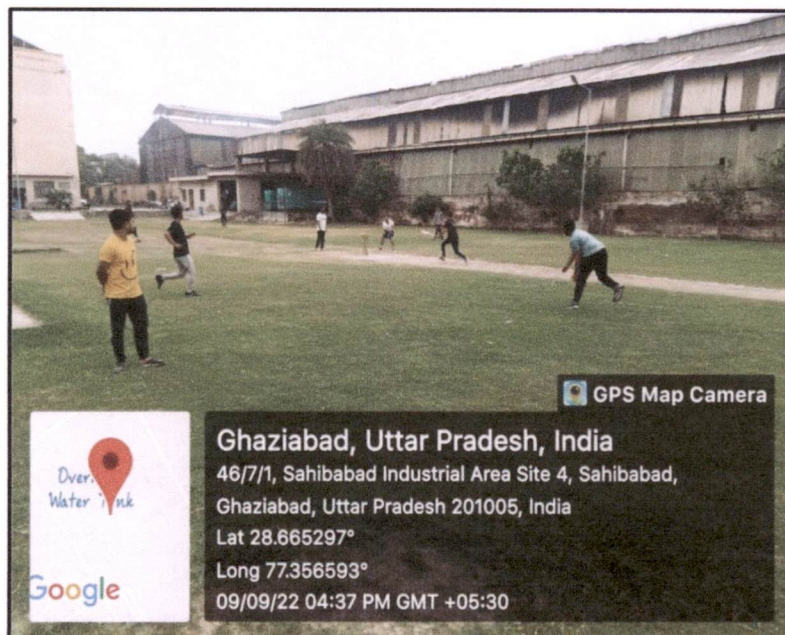 GPS Map Camera
Ghaziabad, Uttar Pradesh, India
46/7/1, Sahibabad Industrial Area Site 4, Sahibabad,
Ghaziabad, Uttar Pradesh 201005, India
Lat 28.665297°
Long 77.356593°
09/09/22 04:37 PM GMT +05:30
Water
Google